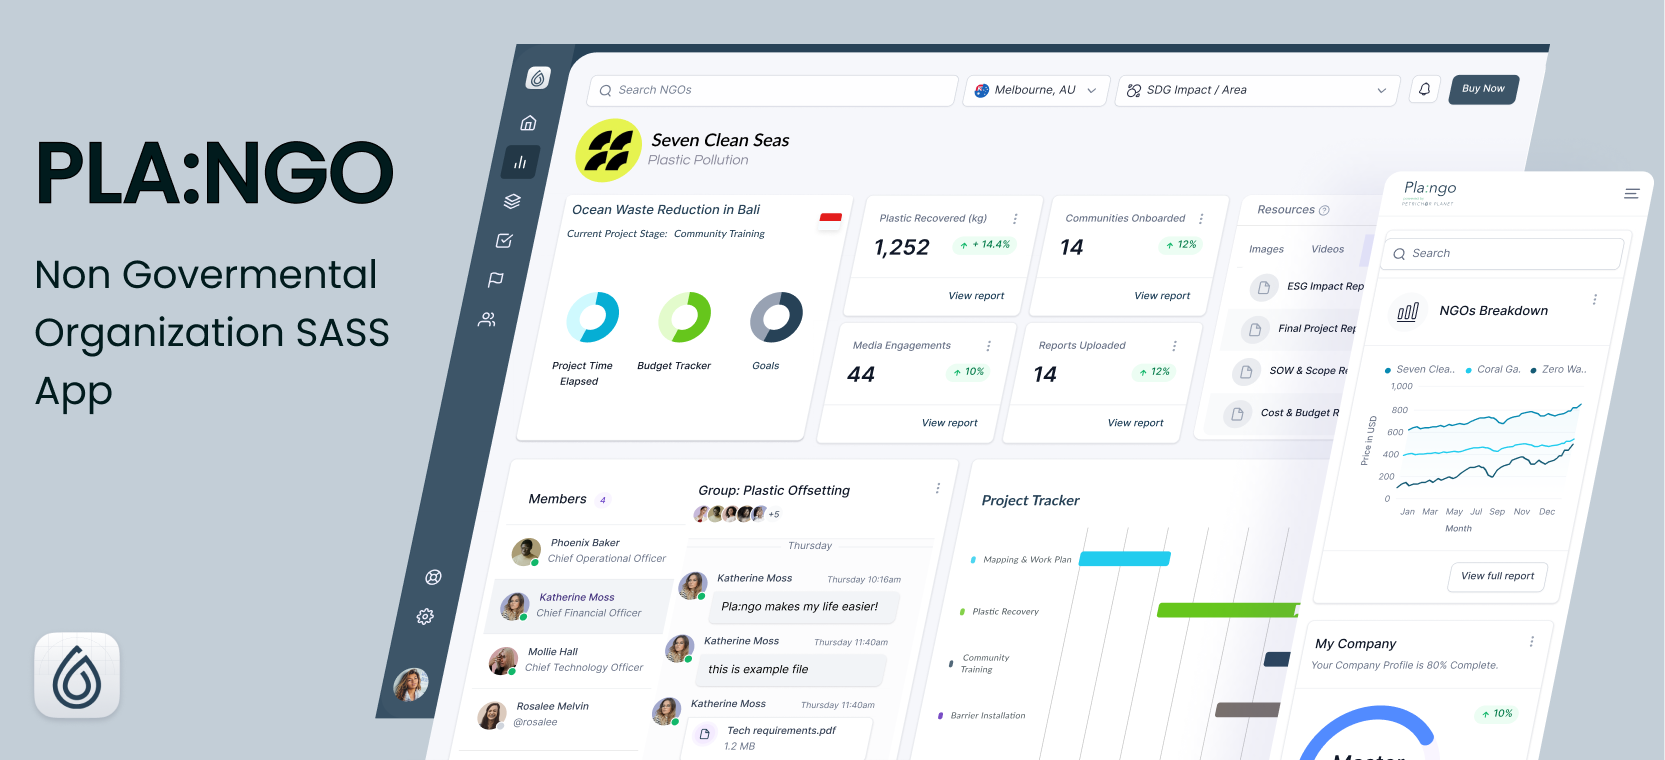 PLA:NGO
Non Govermental
Organization SASS
App
Search NGOs
Melbourne, AU
SDG Impact / Area
Buy Now
Seven Clean Seas
Plastic Pollution
Ocean Waste Reduction in Bali
Current Project Stage: Community Training
Project Time
Elapsed
Budget Tracker
Goals
Plastic Recovered (kg)
1,252
+ 14.4%
View report
Communities Onboarded
14
12%
View report
Media Engagements
44
10%
View report
Reports Uploaded
14
12%
View report
Resources
Images
Videos
ESG Impact Rep
Final Project Rep
SOW & Scope Re
Cost & Budget R
Members 4
Phoenix Baker
Chief Operational Officer
Katherine Moss
Chief Financial Officer
Mollie Hall
Chief Technology Officer
Rosalee Melvin
@rosalee
Group: Plastic Offsetting
+5
Thursday
Katherine Moss Thursday 10:16am
Pla:ngo makes my life easier!
Katherine Moss Thursday 11:40am
this is example file
Katherine Moss Thursday 11:40am
Tech requirements.pdf
1.2 MB
Project Tracker
Mapping & Work Plan
Plastic Recovery
Community
Training
Barrier Installation
Pla:ngo
PETRICHOR PLANET
Search
NGOs Breakdown
Seven Clea.. Coral Ga. Zero Wa..
1,000
800
600
400
200
0
Price in USD
Jan Mar May Jul Sep Nov Dec
Month
View full report
My Company
Your Company Profile is 80% Complete.
10%
Master